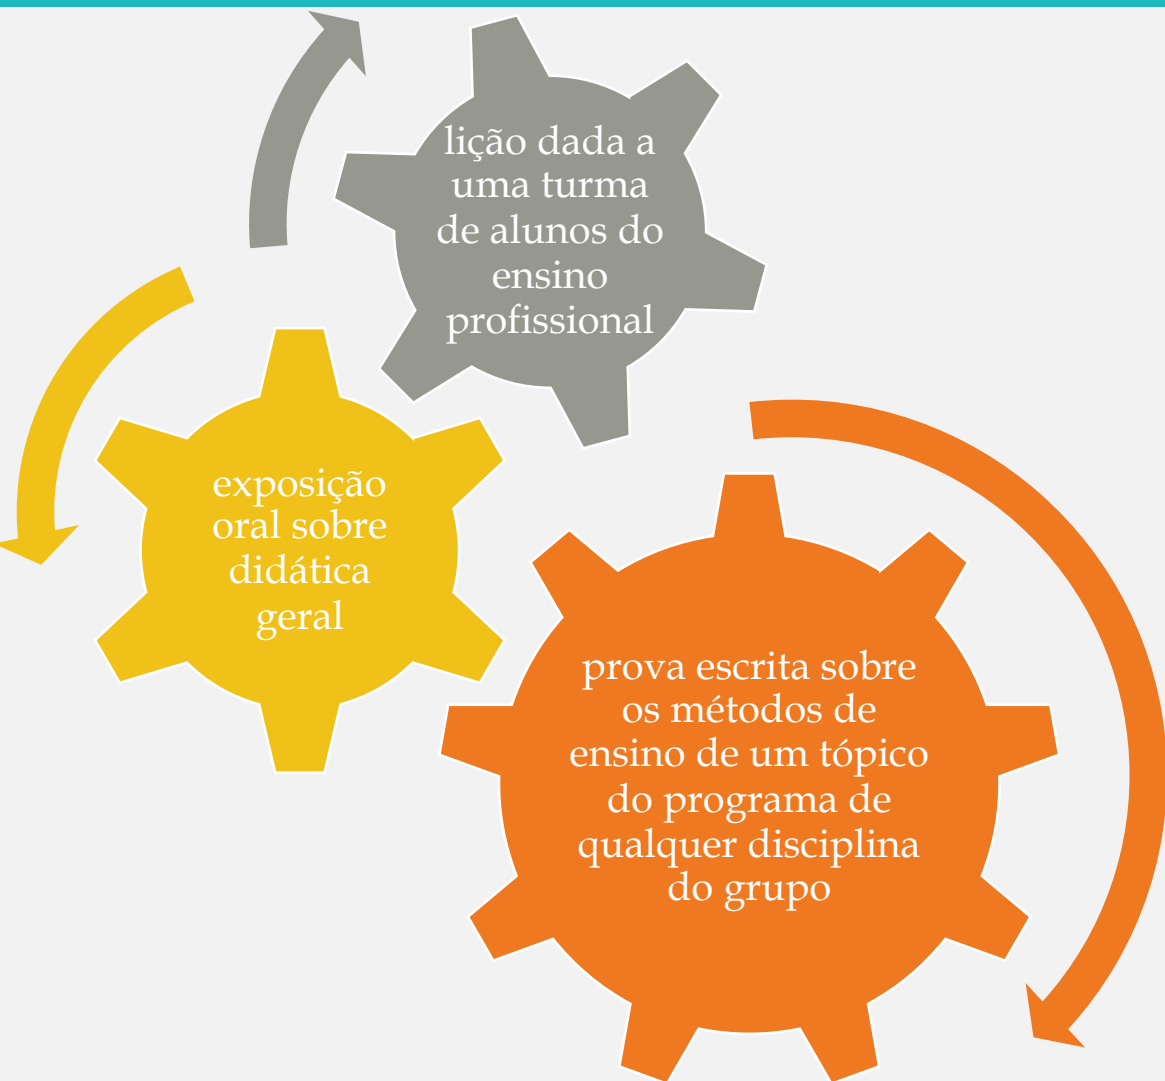 lição dada a
uma turma
de alunos do
ensino
profissional
exposição
oral sobre
didática
geral
prova escrita sobre
os métodos de
ensino de um tópico
do programa de
qualquer disciplina
do grupo